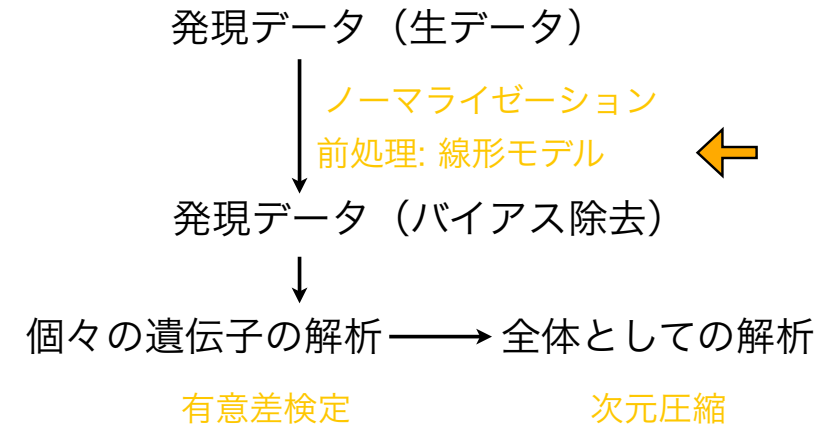 発現データ（生データ）
ノーマライゼーション
前処理: 線形モデル
発現データ（バイアス除去）
個々の遺伝子の解析
全体としての解析
有意差検定
次元圧縮